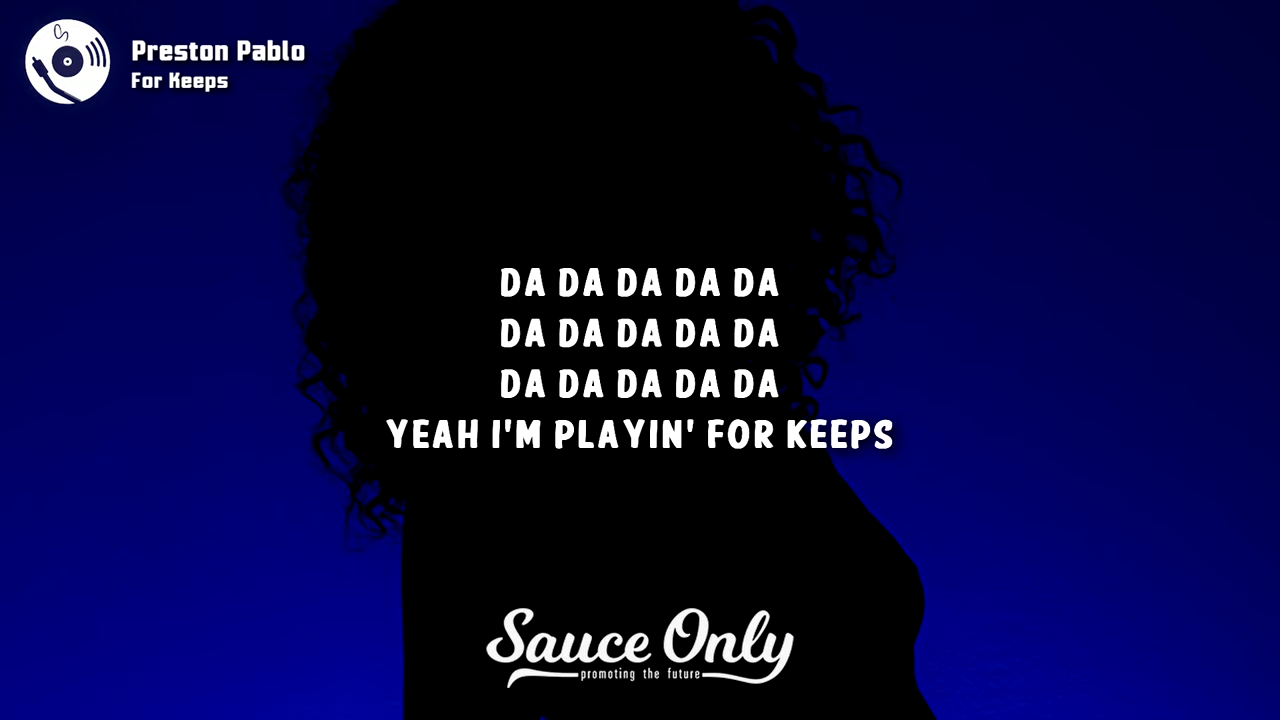 Preston Pablo
For Keeps
DA DA DA DA DA
DA DA DA DA DA
DA DA DA DA DA
YEAH I'M PLAYIN' FOR KEEPS
Sauce Only
promoting the future